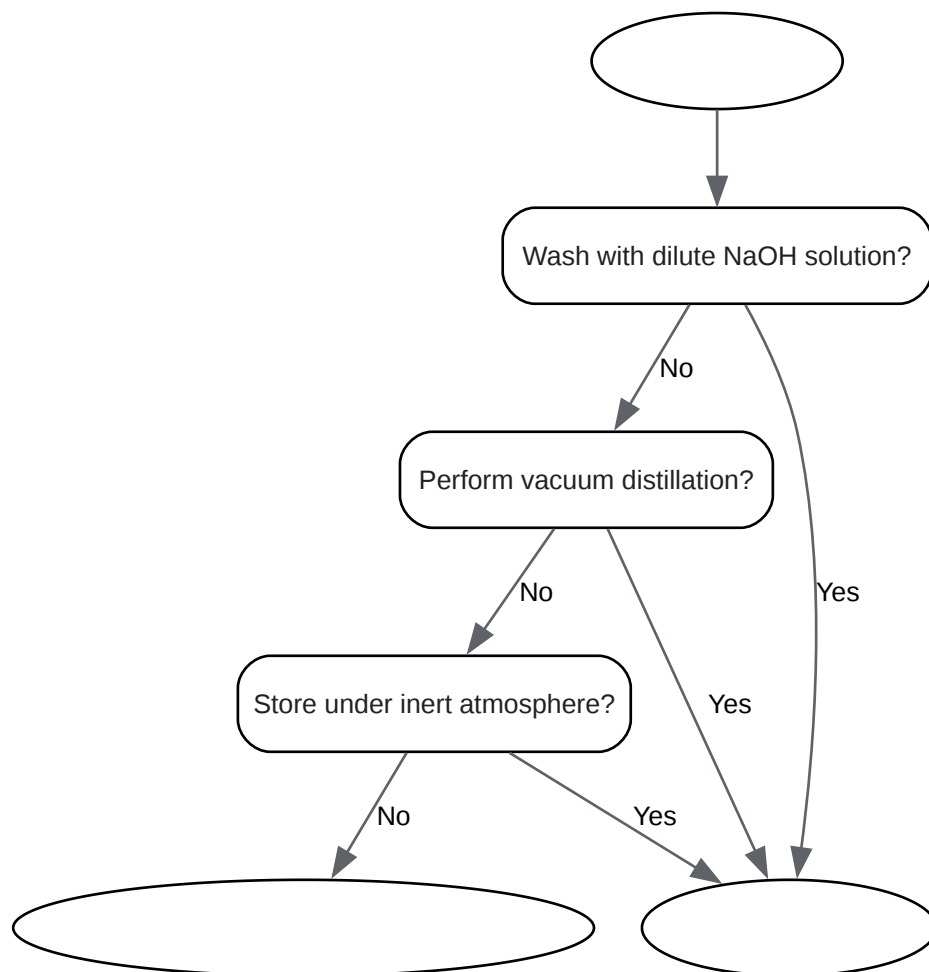 Wash with dilute NaOH solution?
No
Perform vacuum distillation?
No
Yes
Store under inert atmosphere?
Yes
No
Yes